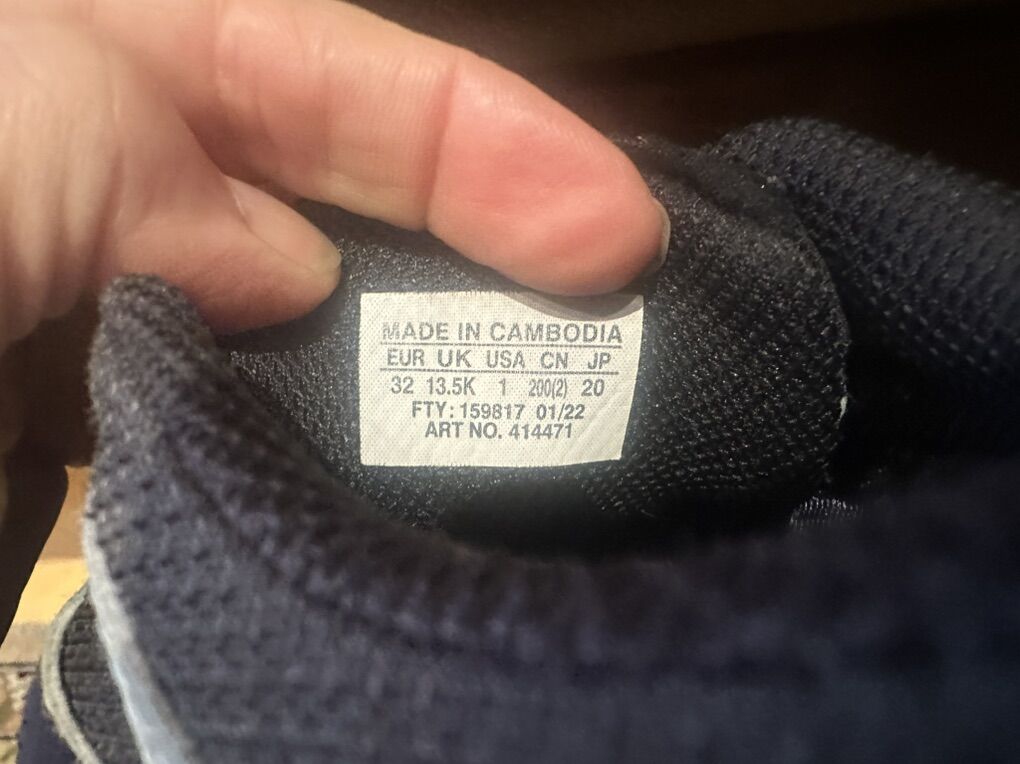 MADE IN CAMBODIA
EUR UK USA CN JP
32 13.5K 1 200(2) 20
FTY: 159817 01/22
ART NO. 414471